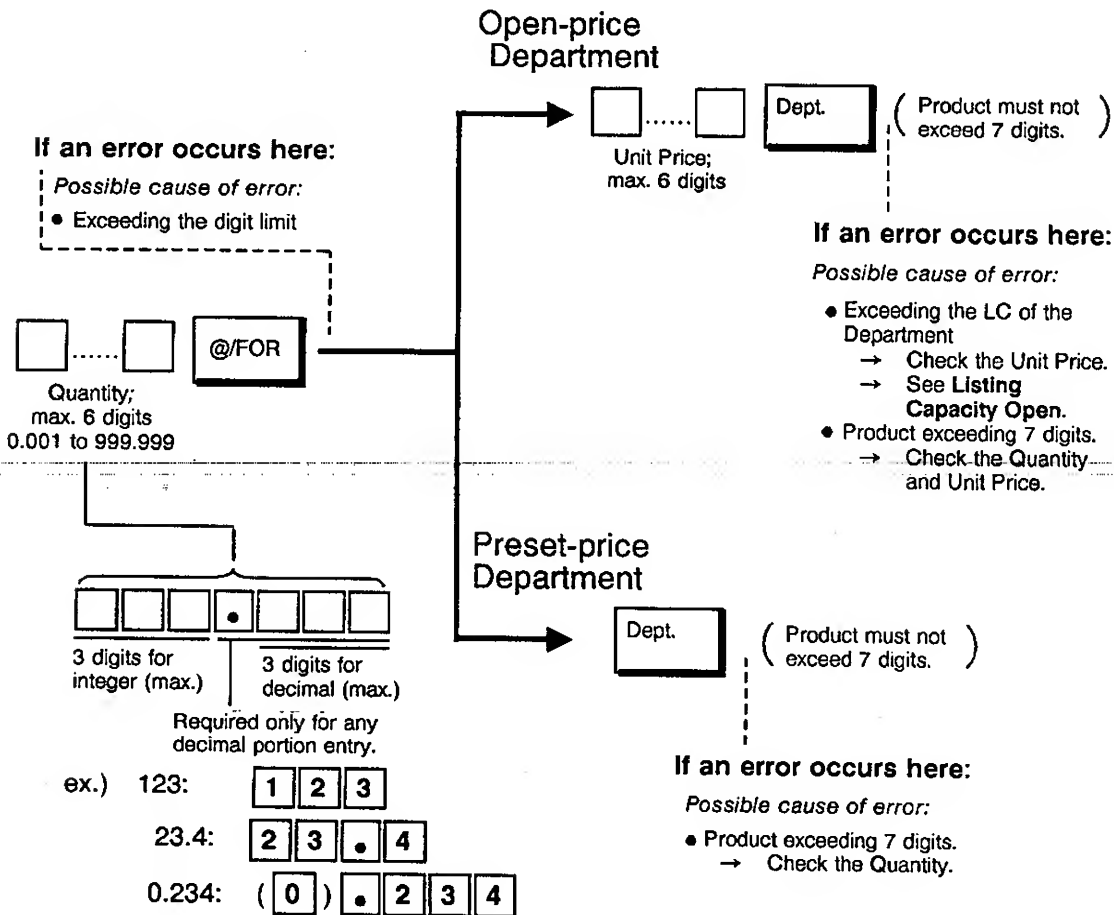 Open-price
Department
Dept.
( Product must not
exceed 7 digits. )
Unit Price;
max. 6 digits
If an error occurs here:
Possible cause of error:
• Exceeding the digit limit
If an error occurs here:
Possible cause of error:
• Exceeding the LC of the
Department
→ Check the Unit Price.
→ See Listing
Capacity Open.
• Product exceeding 7 digits.
→ Check the Quantity
and Unit Price.
...... @/FOR
Quantity;
max. 6 digits
0.001 to 999.999
Preset-price
Department
Dept.
( Product must not
exceed 7 digits. )
3 digits for
integer (max.)
3 digits for
decimal (max.)
Required only for any
decimal portion entry.
ex.) 123: 1 2 3
23.4: 2 3 • 4
0.234: ( 0 ) • 2 3 4
If an error occurs here:
Possible cause of error:
• Product exceeding 7 digits.
→ Check the Quantity.